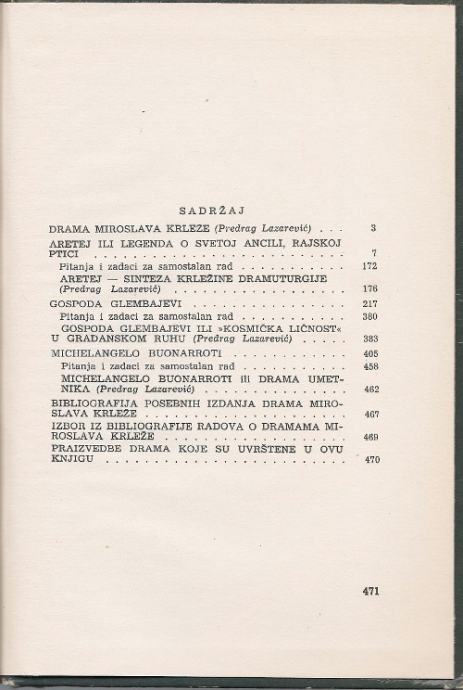 SADRŽAJ
DRAMA MIROSLAVA KRLEŽE (Predrag Lazarević) . . . 3
ARETEJ ILI LEGENDA O SVETOJ ANCILI, RAJSKOJ
PTICI . . . . . . . . . . . . . . . . . . 7
Pitanja i zadaci za samostalan rad . . . . . . . . . . . 172
ARETEJ — SINTEZA KRLEŽINE DRAMATURGIJE
(Predrag Lazarević) . . . . . . . . . . . . . . . . . . 176
GOSPODA GLEMBAJEVI . . . . . . . . . . . . . . . . 217
Pitanja i zadaci za samostalan rad . . . . . . . . . . . 380
GOSPODA GLEMBAJEVI ILI »KOSMIČKA LIČNOST«
U GRAĐANSKOM RUHU (Predrag Lazarević) . . . . . 383
MICHELANGELO BUONARROTI . . . . . . . . . . . . 405
Pitanja i zadaci za samostalan rad . . . . . . . . . . . 458
MICHELANGELO BUONARROTI ili DRAMA UMET-
NIKA (Predrag Lazarević) . . . . . . . . . . . . . . 462
BIBLIOGRAFIJA POSEBNIH IZDANJA DRAMA MIRO-
SLAVA KRLEŽE . . . . . . . . . . . . . . . . . . . 467
IZBOR IZ BIBLIOGRAFIJE RADOVA O DRAMAMA MI-
ROSLAVA KRLEŽE . . . . . . . . . . . . . . . . . . 469
PRAIZVEDBE DRAMA KOJE SU UVRŠTENE U OVU
KNJIGU . . . . . . . . . . . . . . . . . . . . . . 470
471